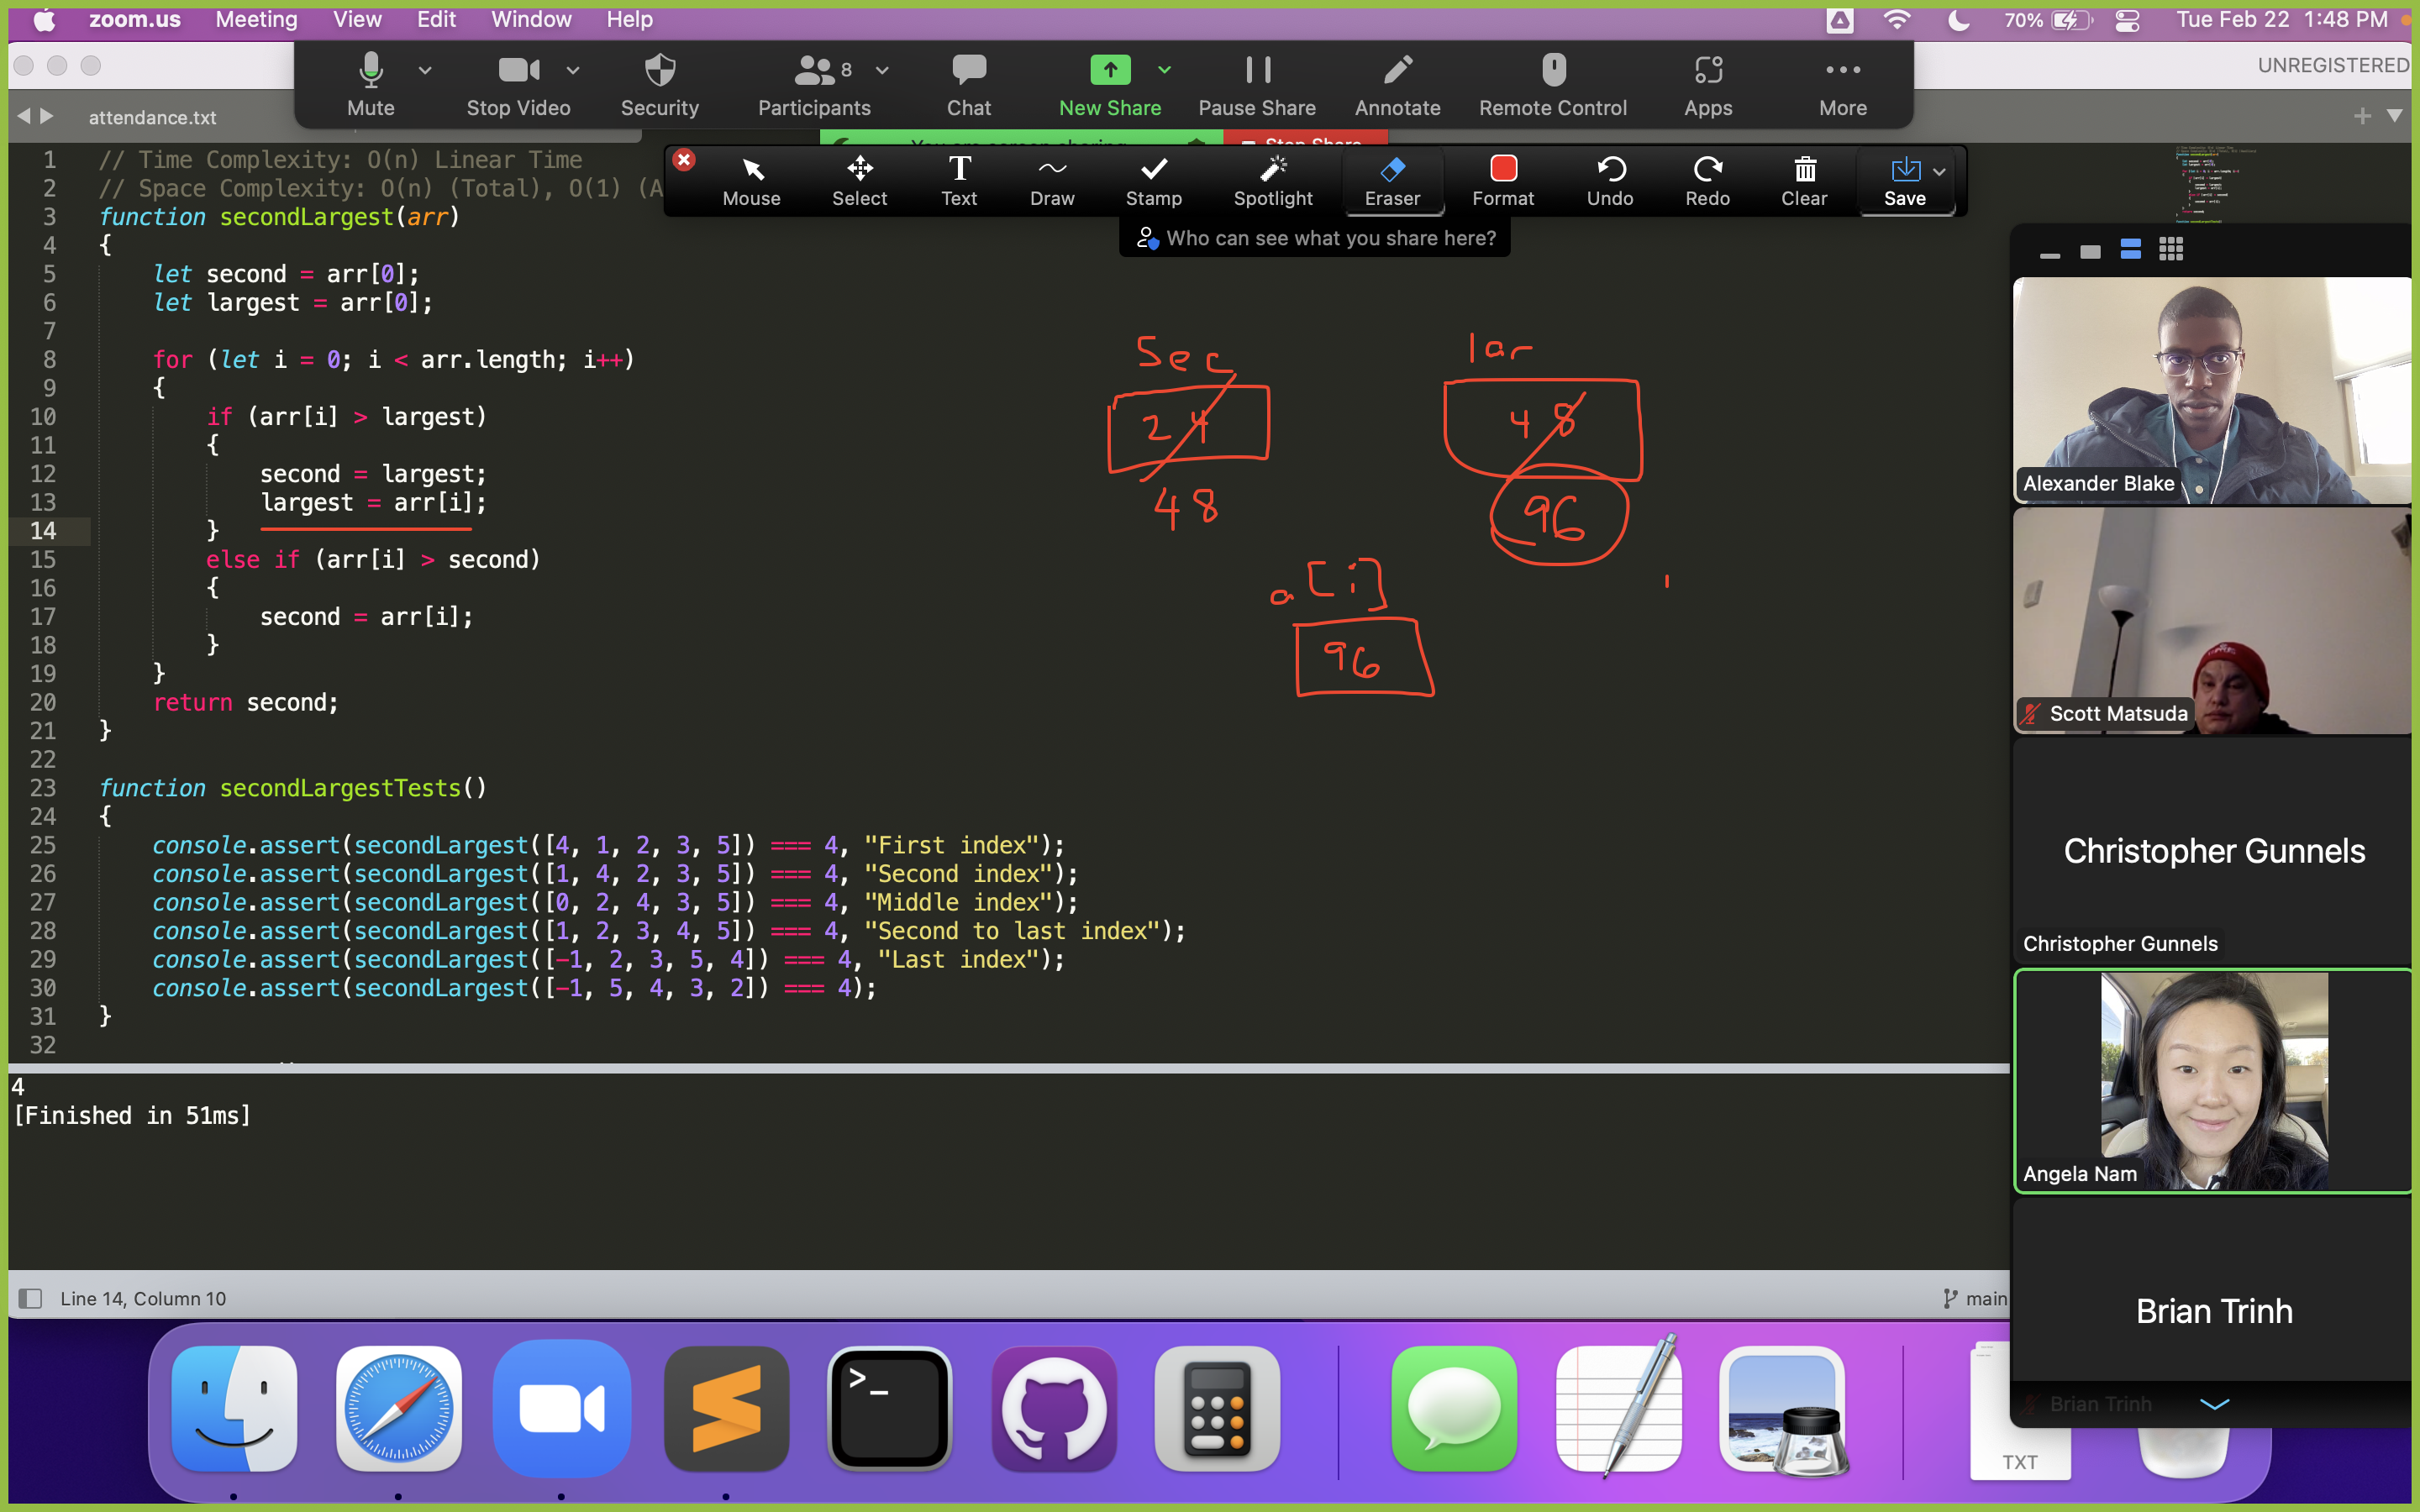 zoom.us Meeting View Edit Window Help 70% Tue Feb 22 1:48 PM
UNREGISTERED
Mute Stop Video Security Participants 8 Chat New Share Pause Share Annotate Remote Control Apps More
attendance.txt
You are screen sharing Stop Share
Mouse Select Text Draw Stamp Spotlight Eraser Format Undo Redo Clear Save
Who can see what you share here?
1 // Time Complexity: O(n) Linear Time
2 // Space Complexity: O(n) (Total), O(1) (A
3 function secondLargest(arr)
4 {
5 let second = arr[0];
6 let largest = arr[0];
7
8 for (let i = 0; i < arr.length; i++)
9 {
10 if (arr[i] > largest)
11 {
12 second = largest;
13 largest = arr[i];
14 }
15 else if (arr[i] > second)
16 {
17 second = arr[i];
18 }
19 }
20 return second;
21 }
22
23 function secondLargestTests()
24 {
25 console.assert(secondLargest([4, 1, 2, 3, 5]) === 4, "First index");
26 console.assert(secondLargest([1, 4, 2, 3, 5]) === 4, "Second index");
27 console.assert(secondLargest([0, 2, 4, 3, 5]) === 4, "Middle index");
28 console.assert(secondLargest([1, 2, 3, 4, 5]) === 4, "Second to last index");
29 console.assert(secondLargest([-1, 2, 3, 5, 4]) === 4, "Last index");
30 console.assert(secondLargest([-1, 5, 4, 3, 2]) === 4);
31 }
32
Sec lar
24 48
48 96
a[i]
96
4
[Finished in 51ms]
Line 14, Column 10
main
Alexander Blake
Scott Matsuda
Christopher Gunnels
Christopher Gunnels
Angela Nam
Brian Trinh
Brian Trinh
>_
TXT